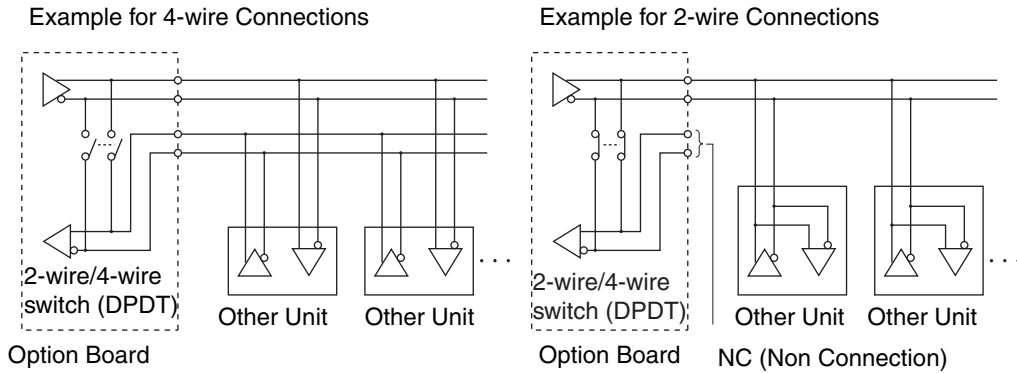 Example for 4-wire Connections
Example for 2-wire Connections
2-wire/4-wire
switch (DPDT)
Other Unit
Other Unit
. . .
Option Board
2-wire/4-wire
switch (DPDT)
Other Unit
Other Unit
. . .
Option Board
NC (Non Connection)